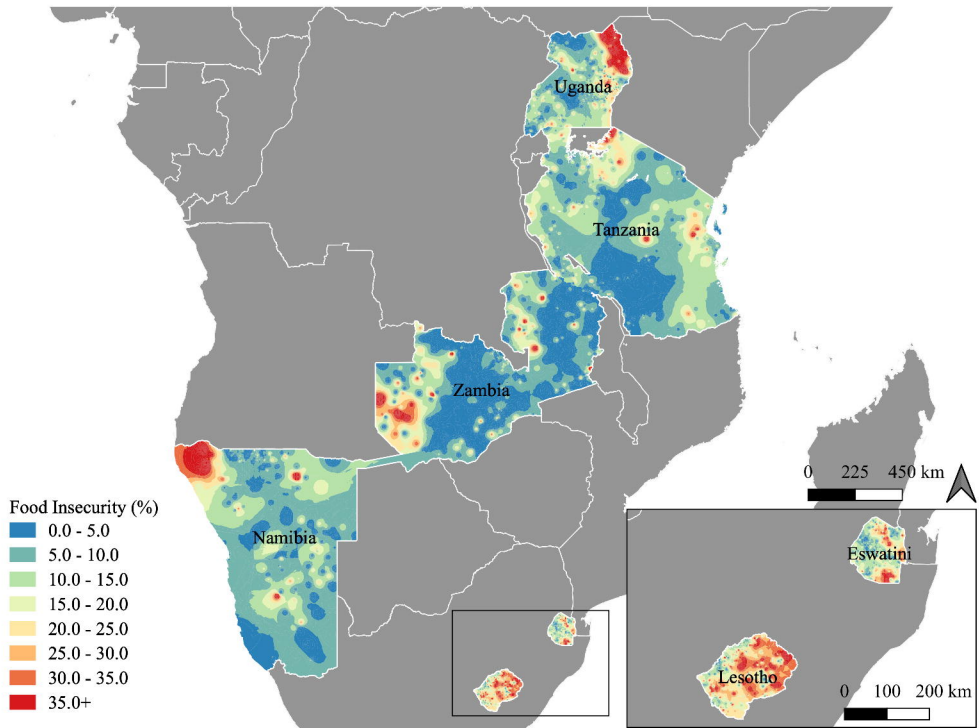 Uganda
Tanzania
Zambia
Namibia
Food Insecurity (%)
0.0 - 5.0
5.0 - 10.0
10.0 - 15.0
15.0 - 20.0
20.0 - 25.0
25.0 - 30.0
30.0 - 35.0
35.0+
0 225 450 km
Eswatini
Lesotho
0 100 200 km